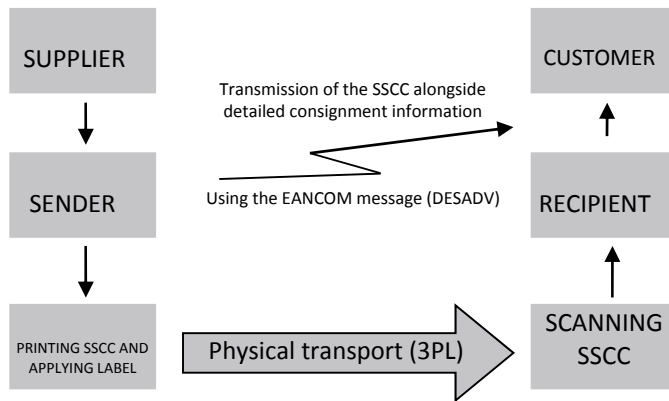 SUPPLIER
CUSTOMER
Transmission of the SSCC alongside
detailed consignment information
SENDER
Using the EANCOM message (DESADV)
RECIPIENT
PRINTING SSCC AND
APPLYING LABEL
Physical transport (3PL)
SCANNING
SSCC